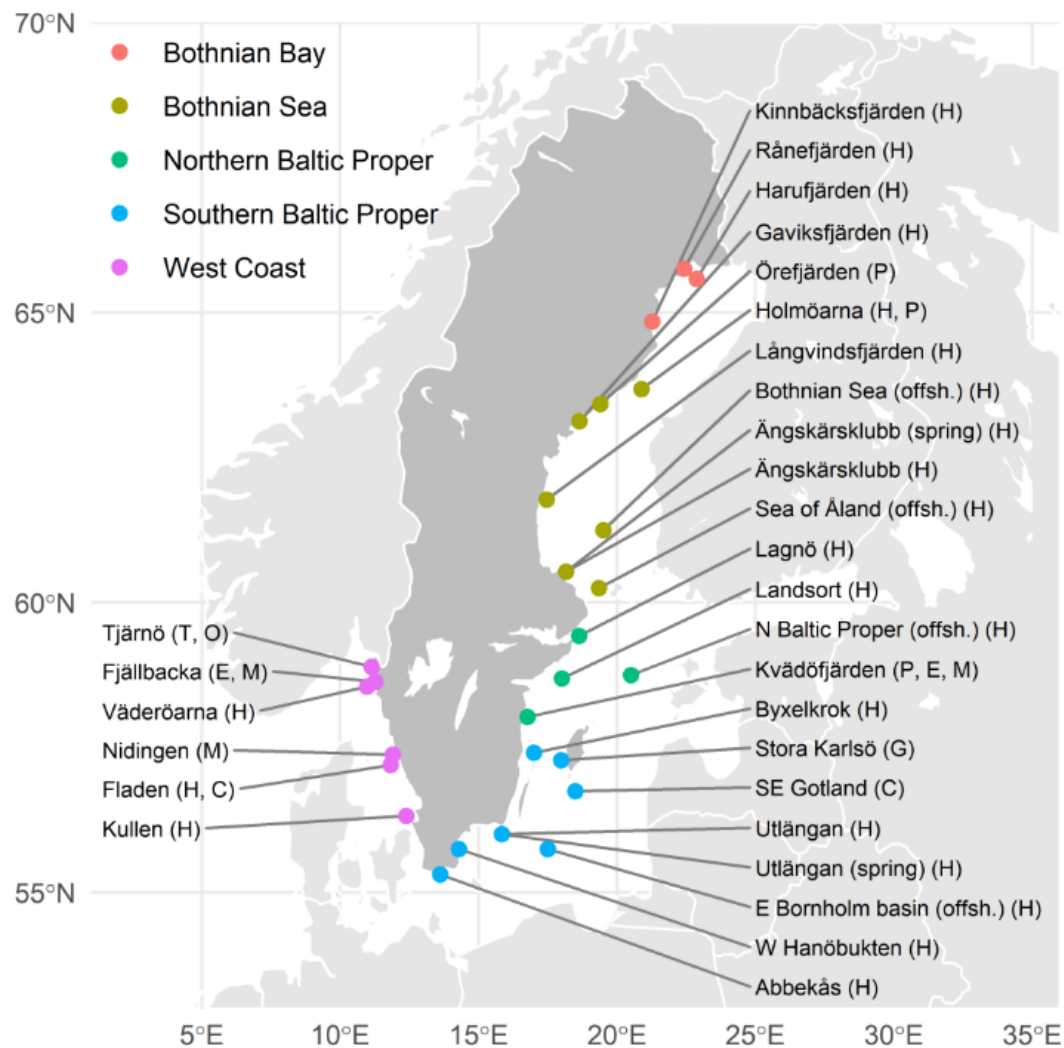 70°N
Bothnian Bay
Bothnian Sea
Northern Baltic Proper
Southern Baltic Proper
West Coast
65°N
60°N
55°N
Kinnbäcksfjärden (H)
Rånefjärden (H)
Harufjärden (H)
Gaviksfjärden (H)
Örefjärden (P)
Holmöarna (H, P)
Långvindsfjärden (H)
Bothnian Sea (offsh.) (H)
Ängskärsklubb (spring) (H)
Ängskärsklubb (H)
Sea of Åland (offsh.) (H)
Lagnö (H)
Landsort (H)
N Baltic Proper (offsh.) (H)
Kvädöfjärden (P, E, M)
Byxelkrok (H)
Stora Karlsö (G)
SE Gotland (C)
Utlängan (H)
Utlängan (spring) (H)
E Bornholm basin (offsh.) (H)
W Hanöbukten (H)
Abbekås (H)
Tjärnö (T, O)
Fjällbacka (E, M)
Väderöarna (H)
Nidingen (M)
Fladen (H, C)
Kullen (H)
5°E 10°E 15°E 20°E 25°E 30°E 35°E